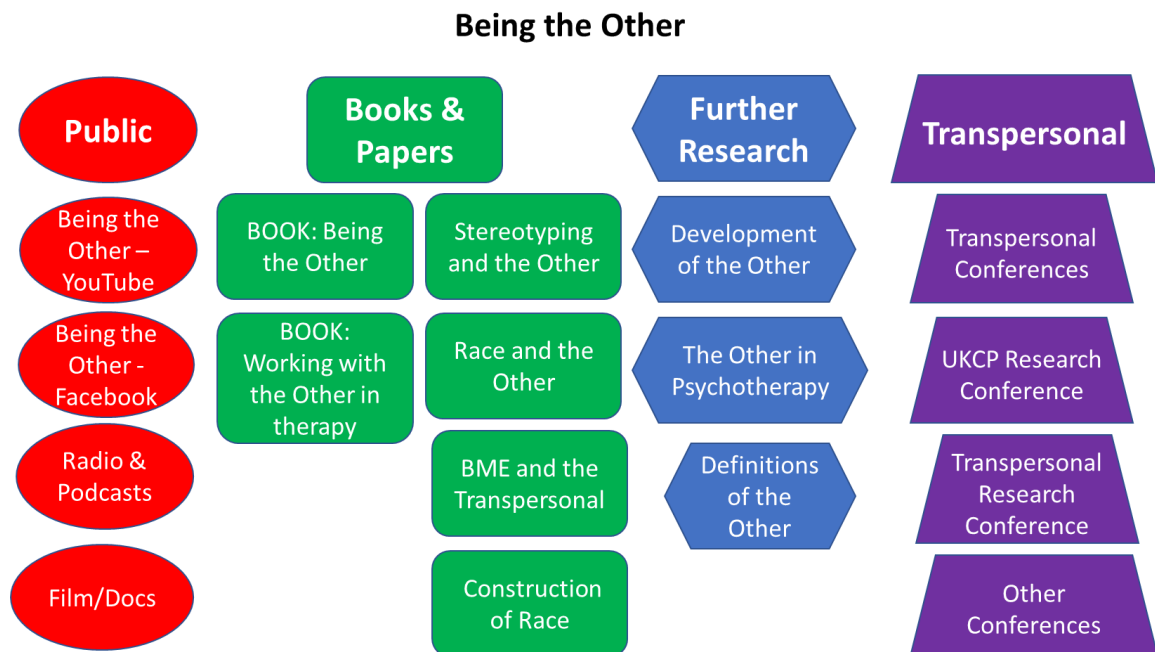 Being the Other
Public
Books &
Papers
Further
Research
Transpersonal
Being the
Other –
YouTube
BOOK: Being
the Other
Stereotyping
and the Other
Development
of the Other
Transpersonal
Conferences
Being the
Other -
Facebook
BOOK:
Working with
the Other in
therapy
Race and the
Other
The Other in
Psychotherapy
UKCP Research
Conference
Radio &
Podcasts
BME and the
Transpersonal
Definitions
of the
Other
Transpersonal
Research
Conference
Film/Docs
Construction
of Race
Other
Conferences